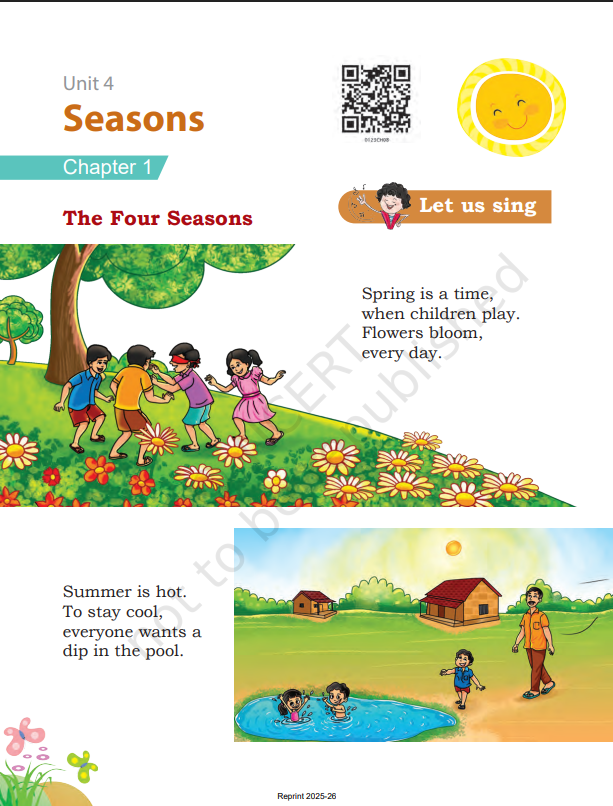 Unit 4
Seasons
Chapter 1
The Four Seasons
0125CH08
Let us sing
Spring is a time,
when children play.
Flowers bloom,
every day.
Summer is hot.
To stay cool,
everyone wants a
dip in the pool.
not to be republished
Reprint 2025-26